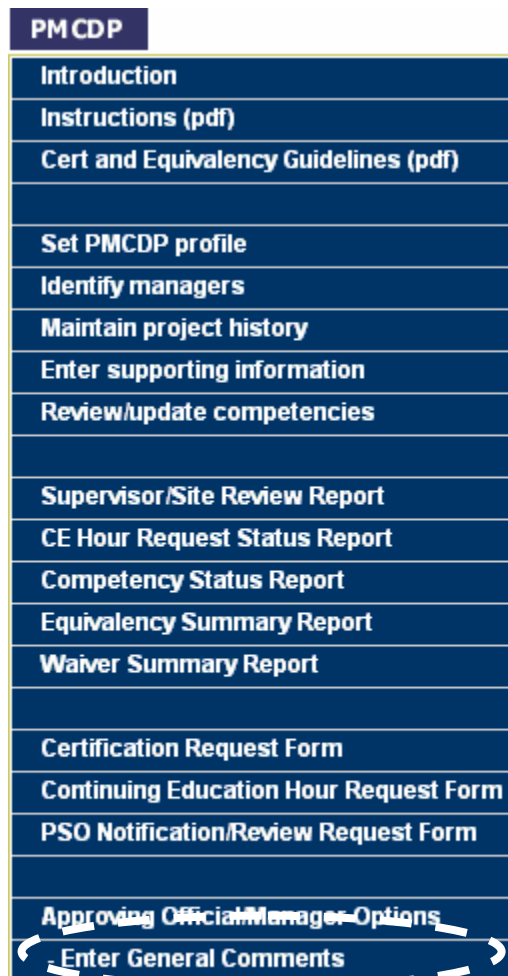 PMCDP
Introduction
Instructions (pdf)
Cert and Equivalency Guidelines (pdf)
Set PMCDP profile
Identify managers
Maintain project history
Enter supporting information
Review/update competencies
Supervisor/Site Review Report
CE Hour Request Status Report
Competency Status Report
Equivalency Summary Report
Waiver Summary Report
Certification Request Form
Continuing Education Hour Request Form
PSO Notification/Review Request Form
Approving Official/Manager Options
- Enter General Comments